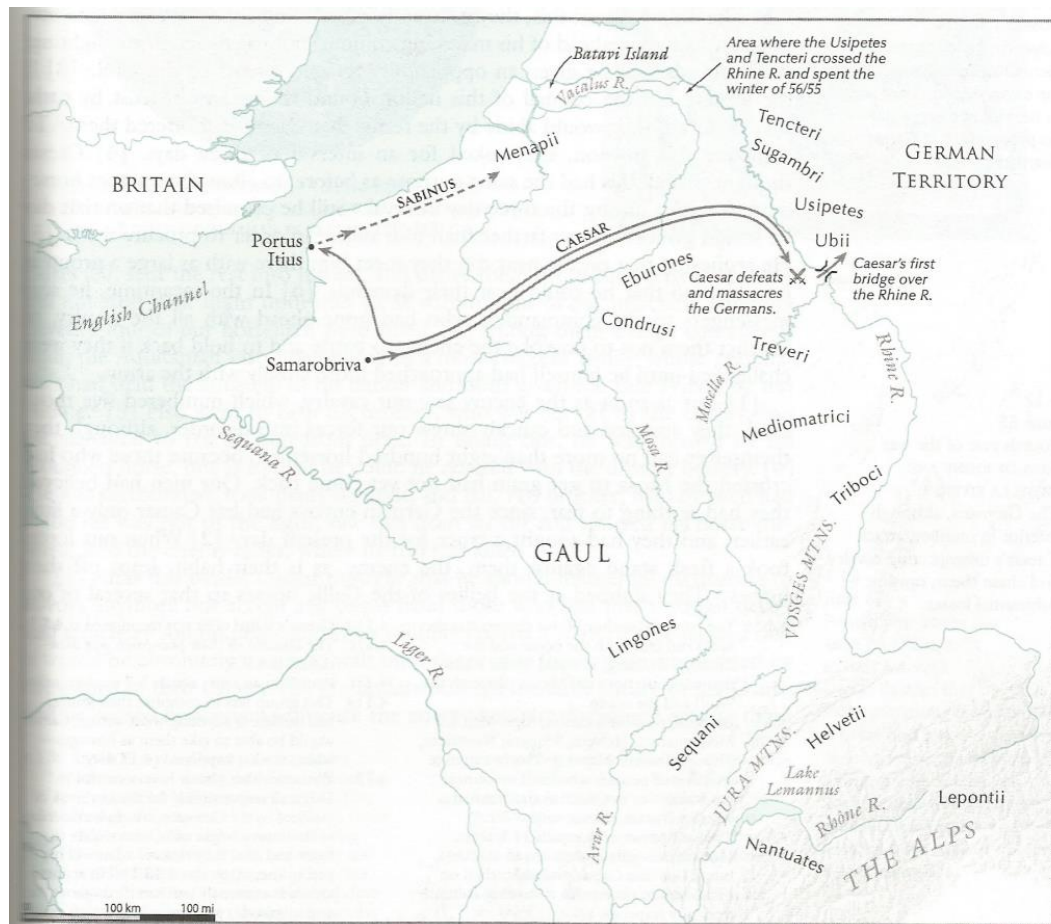 Batavi Island
Vacalus R.
Area where the Usipetes
and Tencteri crossed the
Rhine R. and spent the
winter of 56/55
Tencteri
Sugambri
Usipetes
GERMAN
TERRITORY
Menapii
BRITAIN
SABINUS
Portus
Itius
CAESAR
Ubii
Eburones
Caesar defeats
and massacres
the Germans.
Caesar's first
bridge over
the Rhine R.
English Channel
Condrusi
Treveri
Samarobriva
Rhine R.
Mosella R.
Mediomatrici
Sequana R.
Mosa R.
Triboci
GAUL
VOSGES MTNS.
Lingones
Liger R.
Sequani
JURA MTNS.
Helvetii
Lake
Lemannus
Rhône R.
Lepontii
Arar R.
Nantuates
THE ALPS
100 km
100 mi